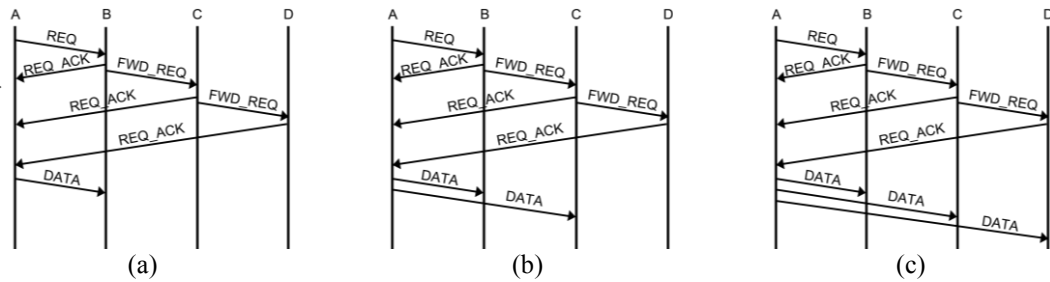 A B C D A B C D A B C D
REQ REQ REQ
REQ_ACK FWD_REQ REQ_ACK FWD_REQ REQ_ACK FWD_REQ
REQ_ACK FWD_REQ REQ_ACK FWD_REQ REQ_ACK FWD_REQ
REQ_ACK REQ_ACK REQ_ACK
DATA DATA DATA
DATA DATA
DATA
(a) (b) (c)